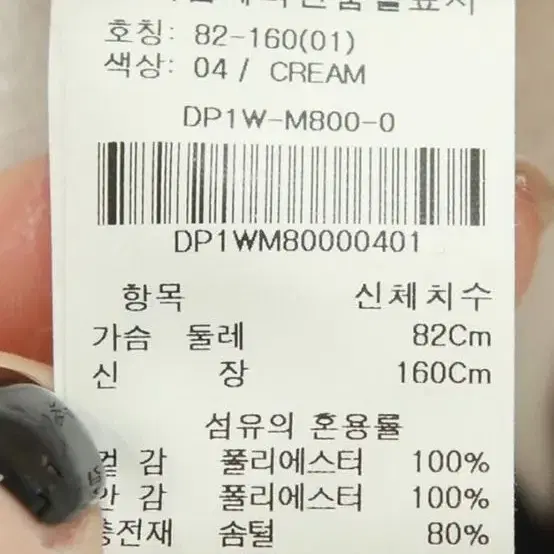 호칭: 82-160(01)
색상: 04 / CREAM
DP1W-M800-0
DP1WM80000401
항목 신체치수
가슴 둘레 82Cm
신 장 160Cm
섬유의 혼용률
겉 감 폴리에스터 100%
안 감 폴리에스터 100%
충전재 솜털 80%